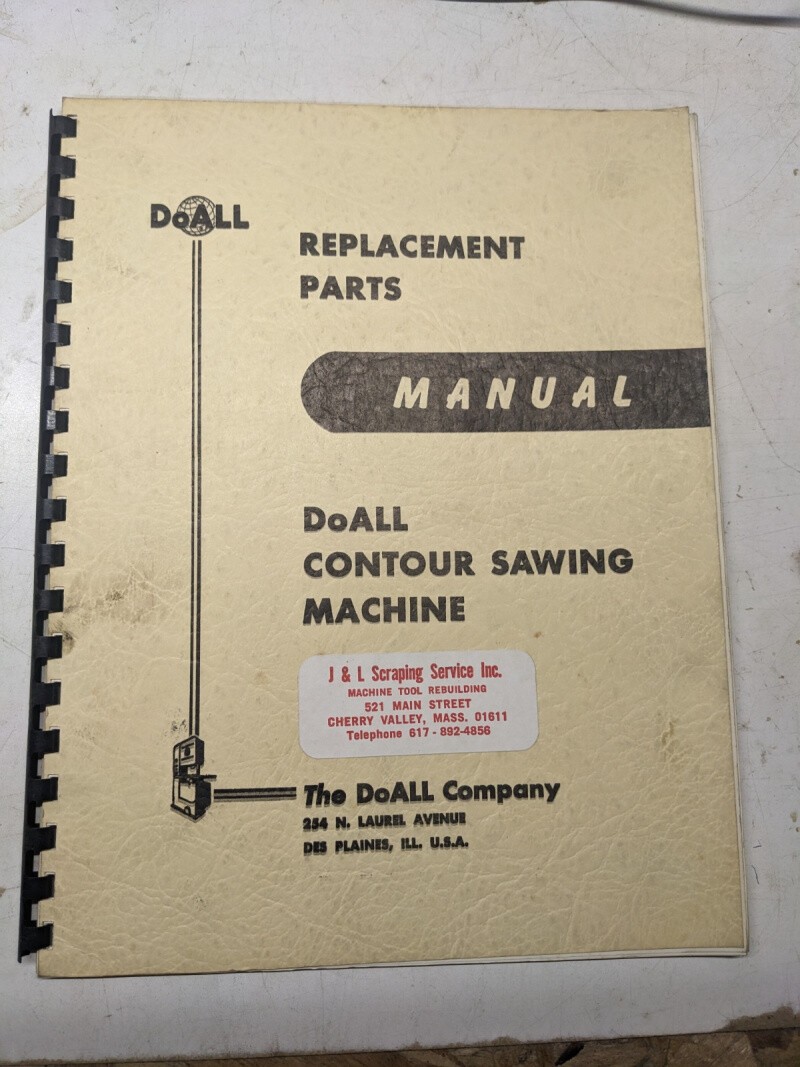 DoALL
REPLACEMENT
PARTS
MANUAL
DoALL
CONTOUR SAWING
MACHINE
J & L Scraping Service Inc.
MACHINE TOOL REBUILDING
521 MAIN STREET
CHERRY VALLEY, MASS. 01611
Telephone 617 - 892-4856
The DoALL Company
254 N. LAUREL AVENUE
DES PLAINES, ILL. U.S.A.